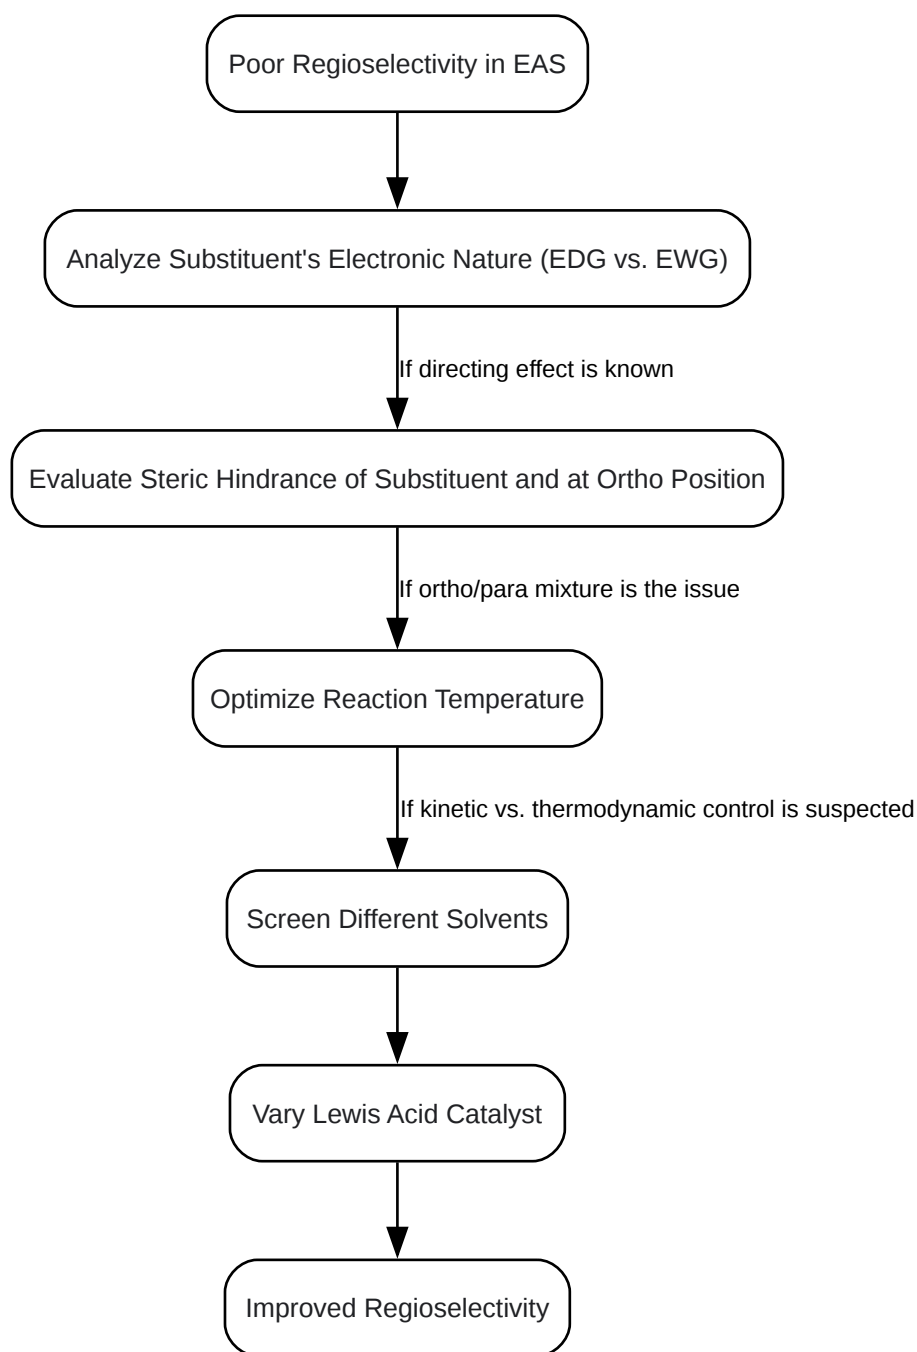 Poor Regioselectivity in EAS
Analyze Substituent's Electronic Nature (EDG vs. EWG)
If directing effect is known
Evaluate Steric Hindrance of Substituent and at Ortho Position
If ortho/para mixture is the issue
Optimize Reaction Temperature
If kinetic vs. thermodynamic control is suspected
Screen Different Solvents
Vary Lewis Acid Catalyst
Improved Regioselectivity